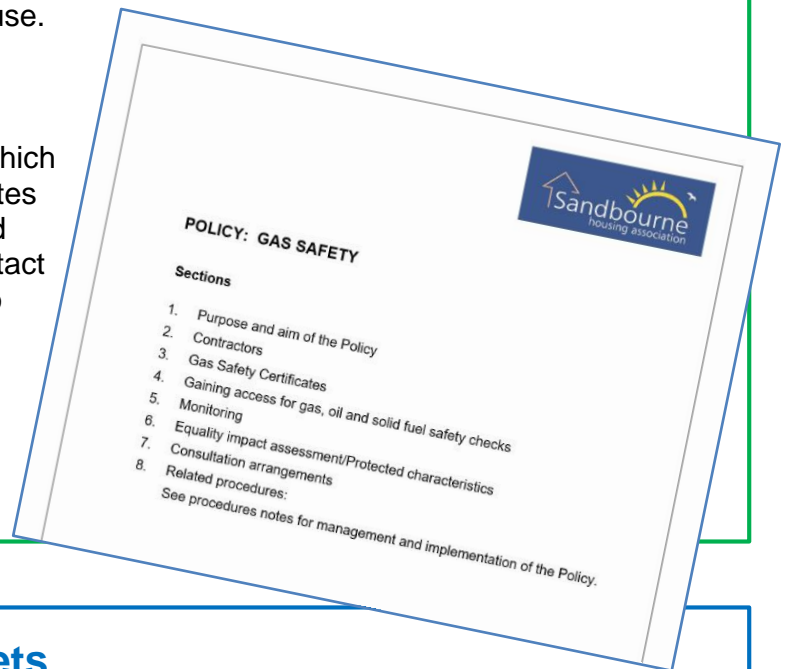 use.
hich
tes
d
tact
Sandbourne
housing association
POLICY: GAS SAFETY
Sections
1. Purpose and aim of the Policy
2. Contractors
3. Gas Safety Certificates
4. Gaining access for gas, oil and solid fuel safety checks
5. Monitoring
6. Equality impact assessment/Protected characteristics
7. Consultation arrangements
8. Related procedures:
See procedures notes for management and implementation of the Policy.
ets